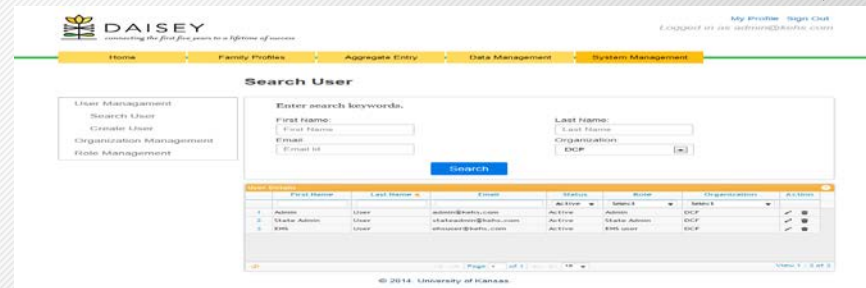 My Profile Sign Out
DAISEY
connecting the first five years to a lifetime of success
Logged in as admin@kehs.com
Home Family Profiles Aggregate Entry Data Management System Management
Search User
User Management
Search User
Create User
Organization Management
Role Management
Enter search keywords.
First Name: Last Name:
First Name Last Name
Email Organization:
Email Id DCF
Search
User Details
First Name Last Name Email Status Role Organization Action
Active Select Select
1 Admin User admin@kehs.com Active Admin DCF
2 State Admin User stateadmin@kehs.com Active State Admin DCF
3 EHS User ehsuser@kehs.com Active EHS user DCF
Page of 1 10 View 1 - 3 of 3
© 2014 University of Kansas